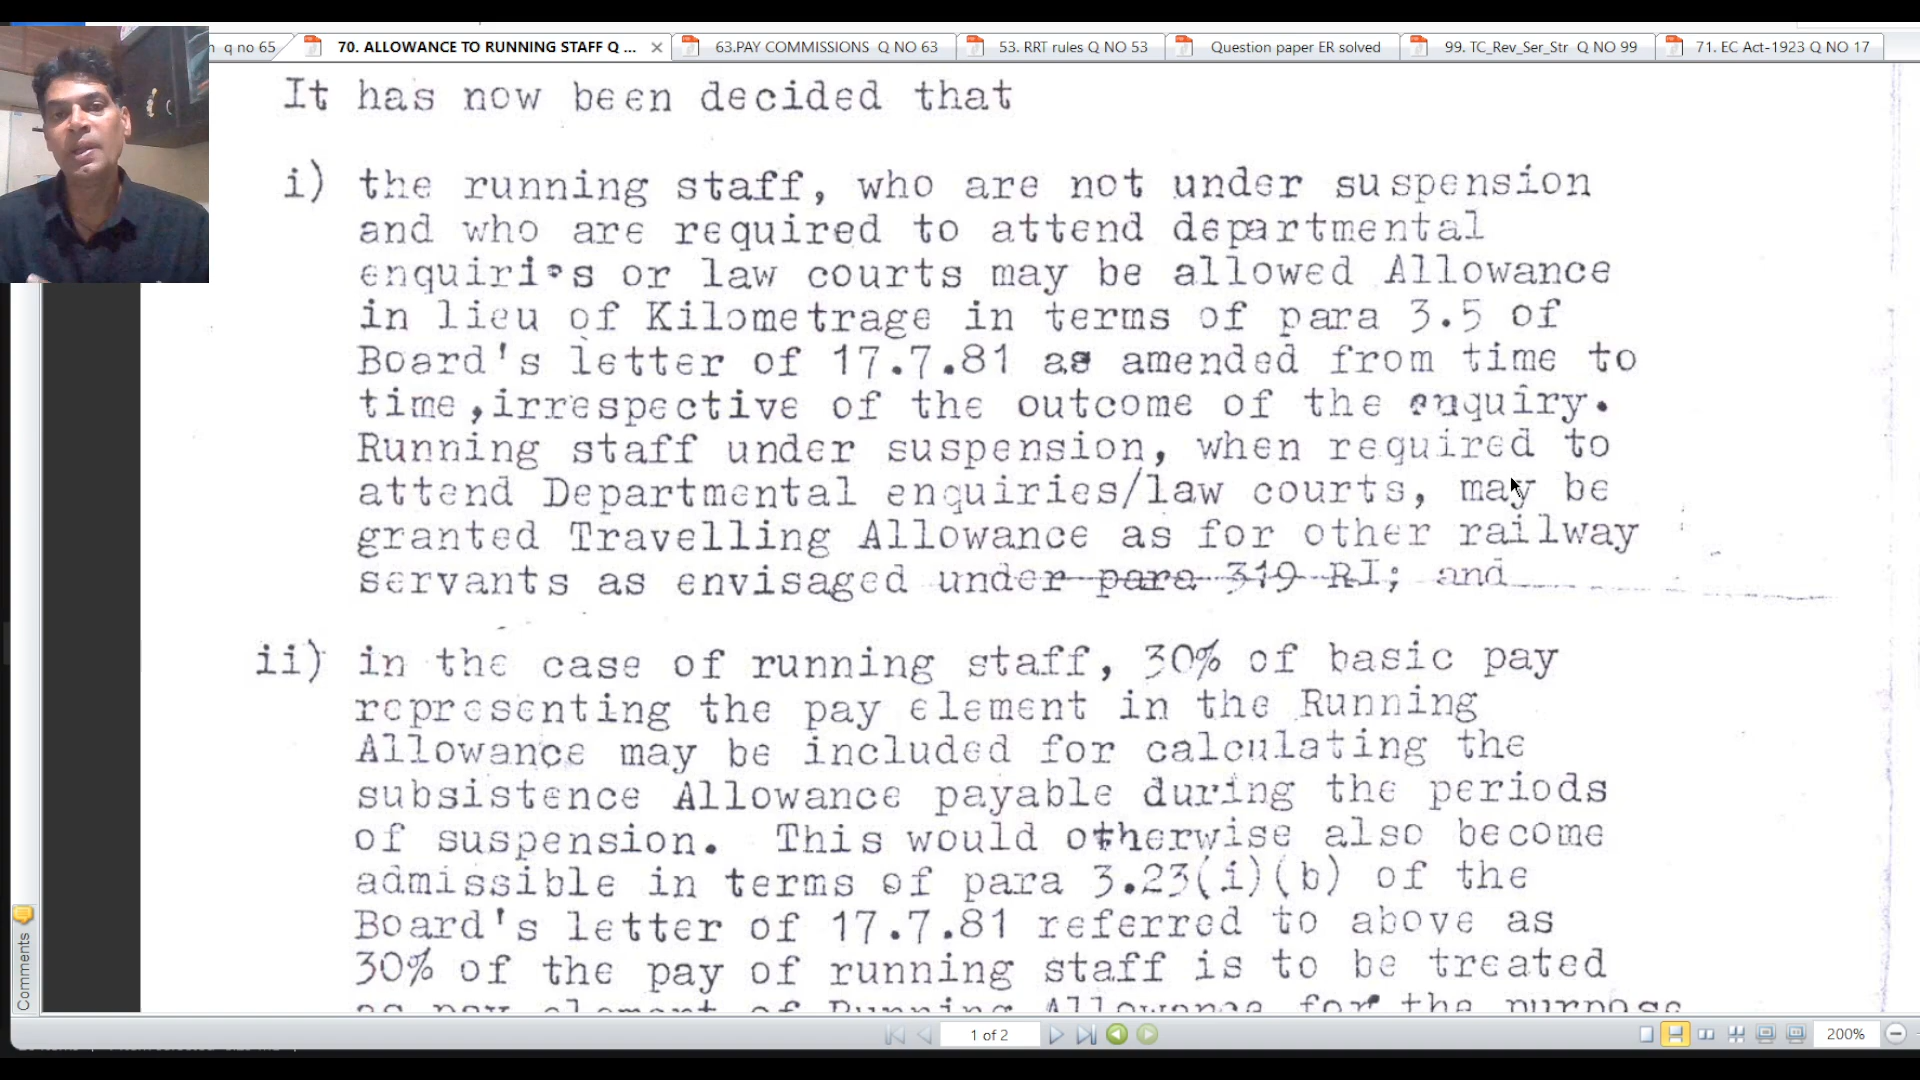 n q no 65
70. ALLOWANCE TO RUNNING STAFF Q ...
63.PAY COMMISSIONS Q NO 63
53. RRT rules Q NO 53
Question paper ER solved
99. TC_Rev_Ser_Str Q NO 99
71. EC Act-1923 Q NO 17
It has now been decided that
i) the running staff, who are not under suspension
and who are required to attend departmental
enquiries or law courts may be allowed Allowance
in lieu of Kilometrage in terms of para 3.5 of
Board's letter of 17.7.81 as amended from time to
time,irrespective of the outcome of the enquiry.
Running staff under suspension, when required to
attend Departmental enquiries/law courts, may be
granted Travelling Allowance as for other railway
servants as envisaged under para 319 RI; and
ii) in the case of running staff, 30% of basic pay
representing the pay element in the Running
Allowance may be included for calculating the
subsistence Allowance payable during the periods
of suspension. This would otherwise also become
admissible in terms of para 3.23(i)(b) of the
Board's letter of 17.7.81 referred to above as
30% of the pay of running staff is to be treated
as pay element of Running Allowance for the purpose
Comments
1 of 2
200%